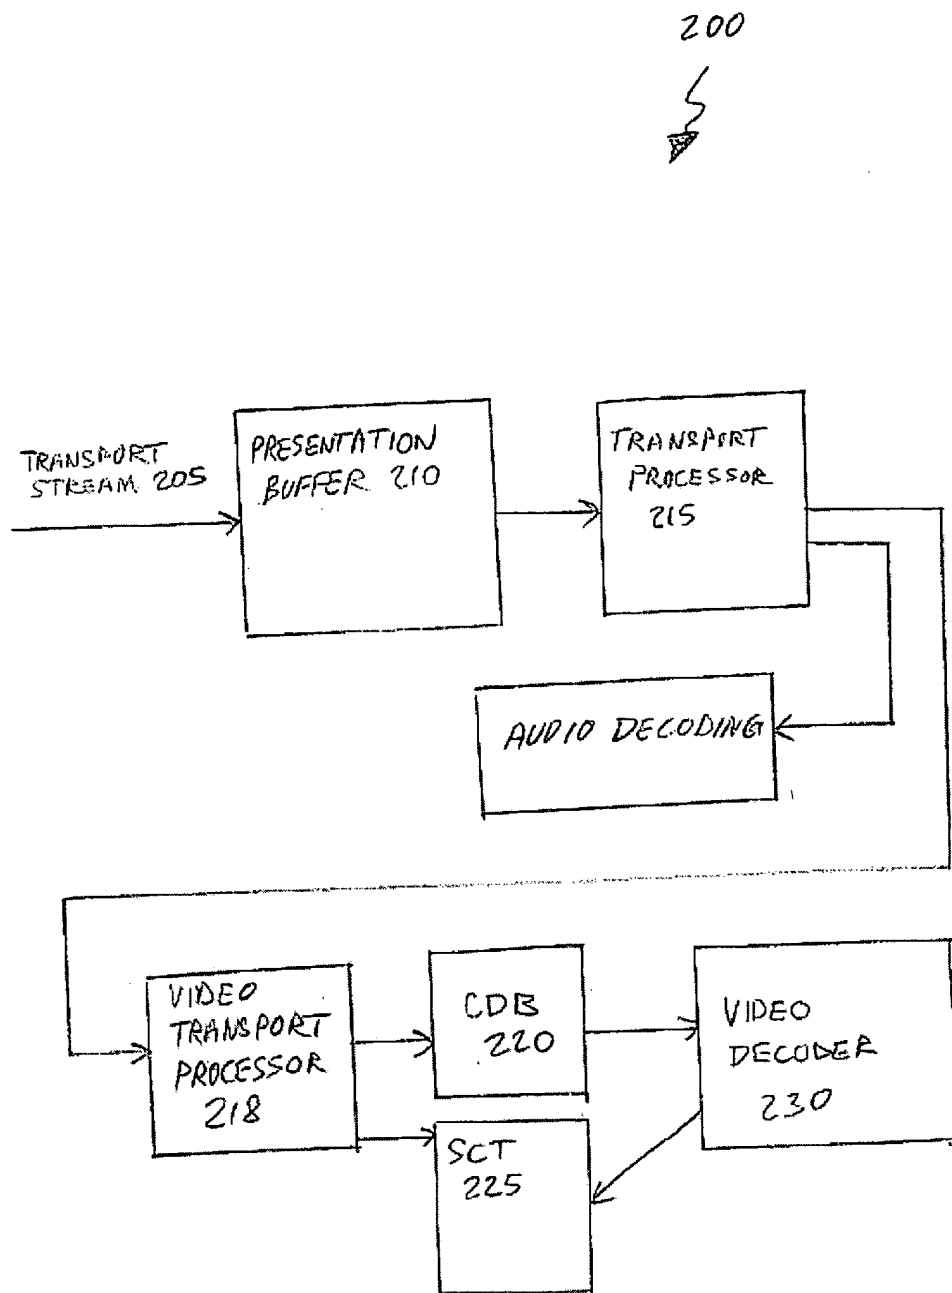 200
TRANSPORT
STREAM 205
PRESENTATION
BUFFER 210
TRANSPORT
PROCESSOR
215
AUDIO DECODING
VIDEO
TRANSPORT
PROCESSOR
218
CDB
220
SCT
225
VIDEO
DECODER
230